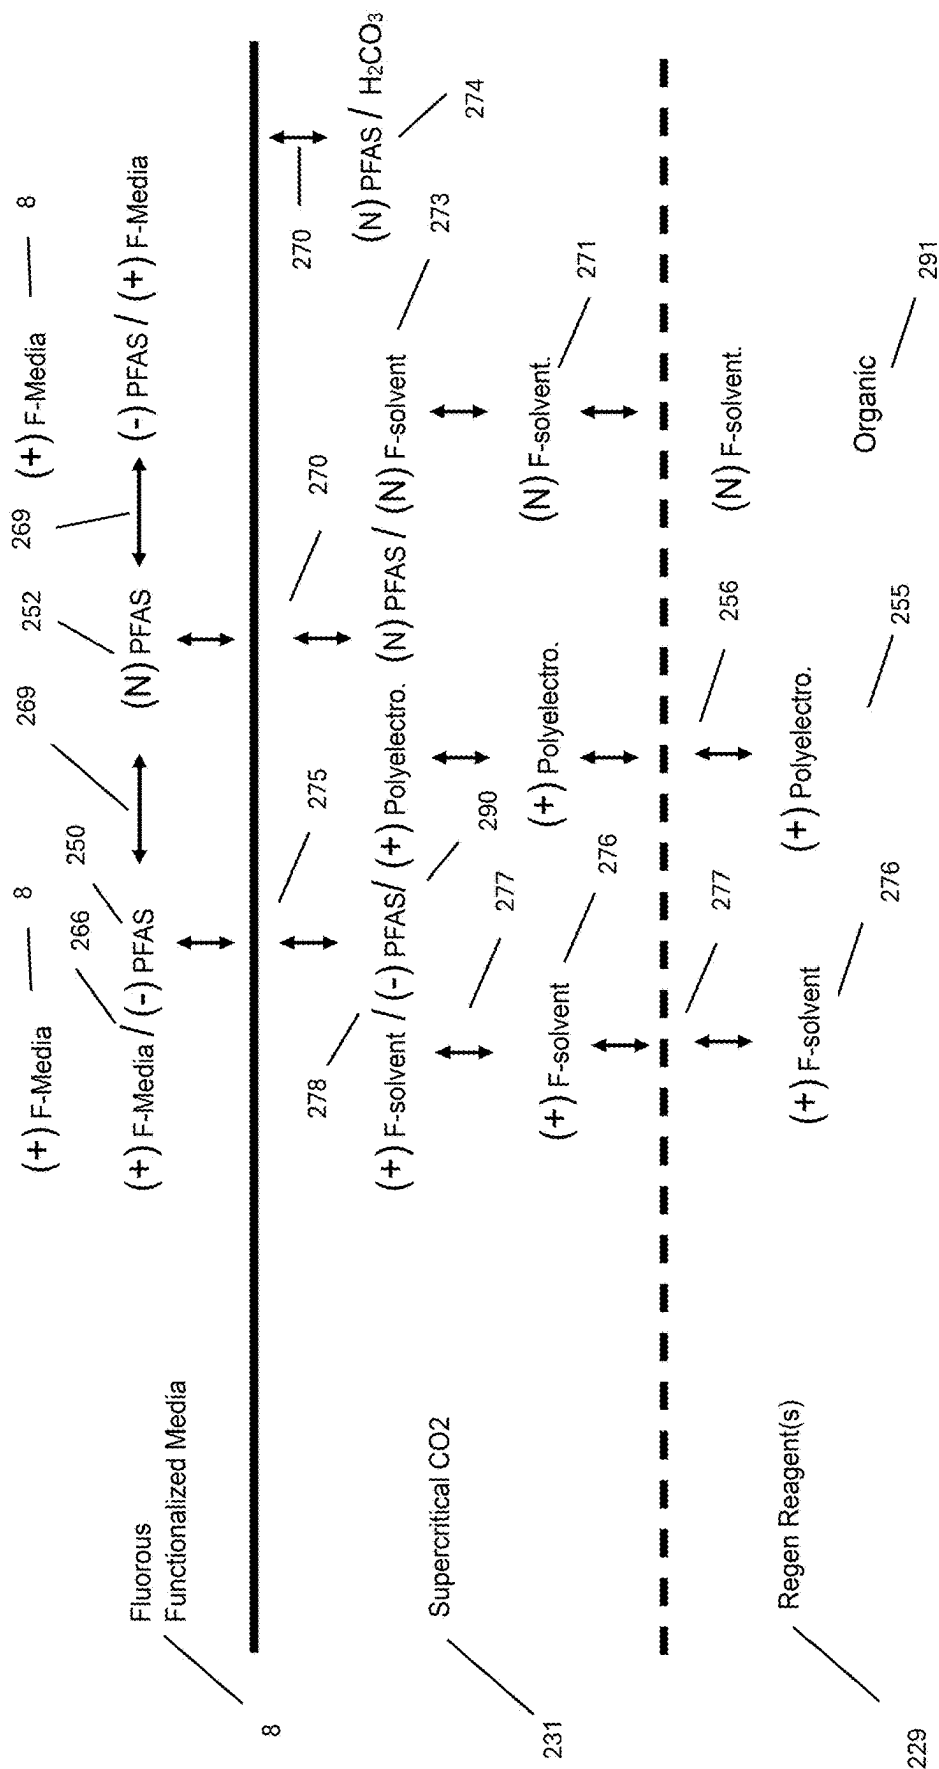 8 269 8
269 252
(+) F-Media (+) F-Media
266 250
Fluorous
(+) F-Media / (-) PFAS (N) PFAS (-) PFAS / (+) F-Media
Functionalized Media
8
270
278 275 270
(N) PFAS / H₂CO₃
(+) F-solvent / (-) PFAS/ (+) Polyelectro. (N) PFAS / (N) F-solvent
273
Supercritical CO2
274
277 290
(+) F-solvent (+) Polyelectro. (N) F-solvent.
231
276 271
277 256
(N) F-solvent.
Regen Reagent(s)
(+) F-solvent (+) Polyelectro.
Organic
276 255 291
229